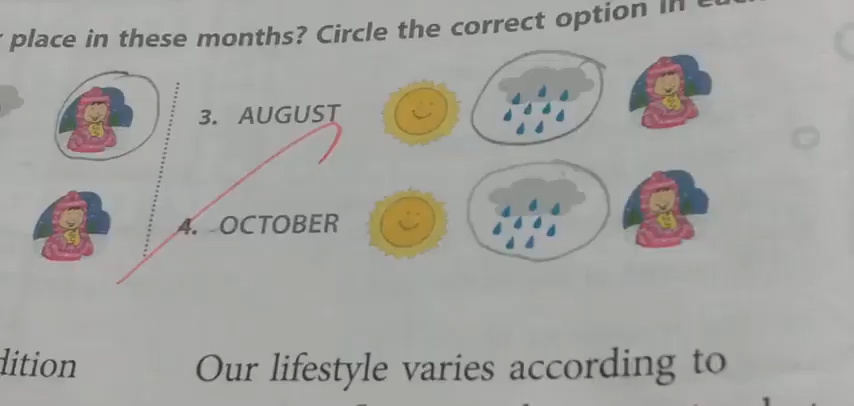 place in these months? Circle the correct option in
3. AUGUST
4. OCTOBER
dition
Our lifestyle varies according to